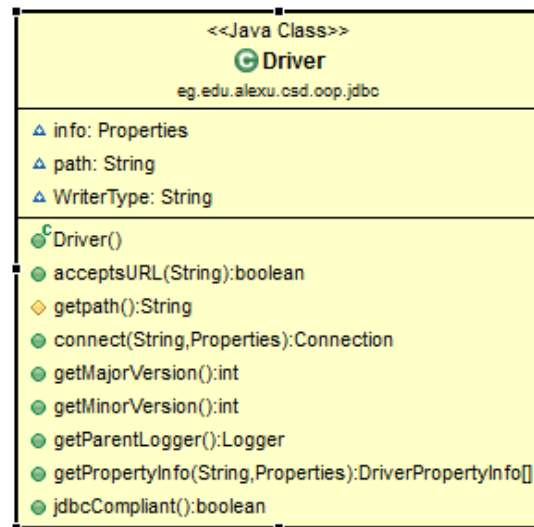 <<Java Class>>
C Driver
eg.edu.alexu.csd.oop.jdbc
info: Properties
path: String
WriterType: String
C Driver()
acceptsURL(String):boolean
getpath():String
connect(String,Properties):Connection
getMajorVersion():int
getMinorVersion():int
getParentLogger():Logger
getPropertyInfo(String,Properties):DriverPropertyInfo[]
jdbcCompliant():boolean